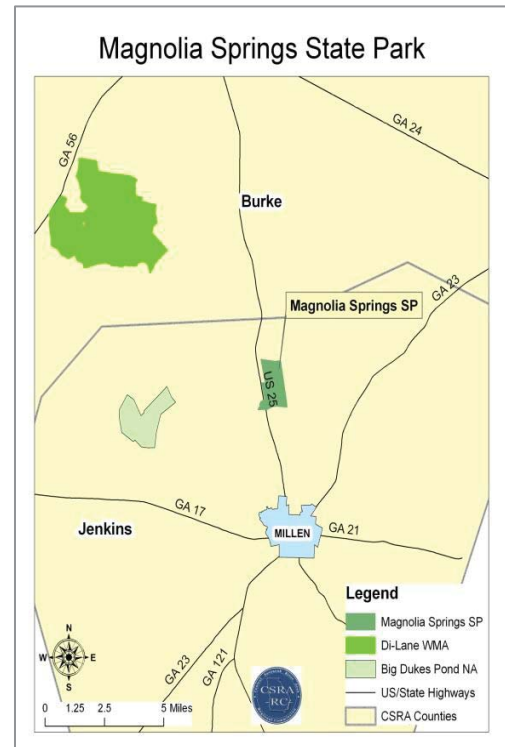 Magnolia Springs State Park
GA 56
GA 24
Burke
GA 23
Magnolia Springs SP
US 25
GA 17
MILLEN
GA 21
Jenkins
Legend
Magnolia Springs SP
Di-Lane WMA
Big Dukes Pond NA
US/State Highways
CSRA Counties
GA 23
GA 121
N
W
E
S
0 1.25 2.5 5 Miles
CSRA
RC